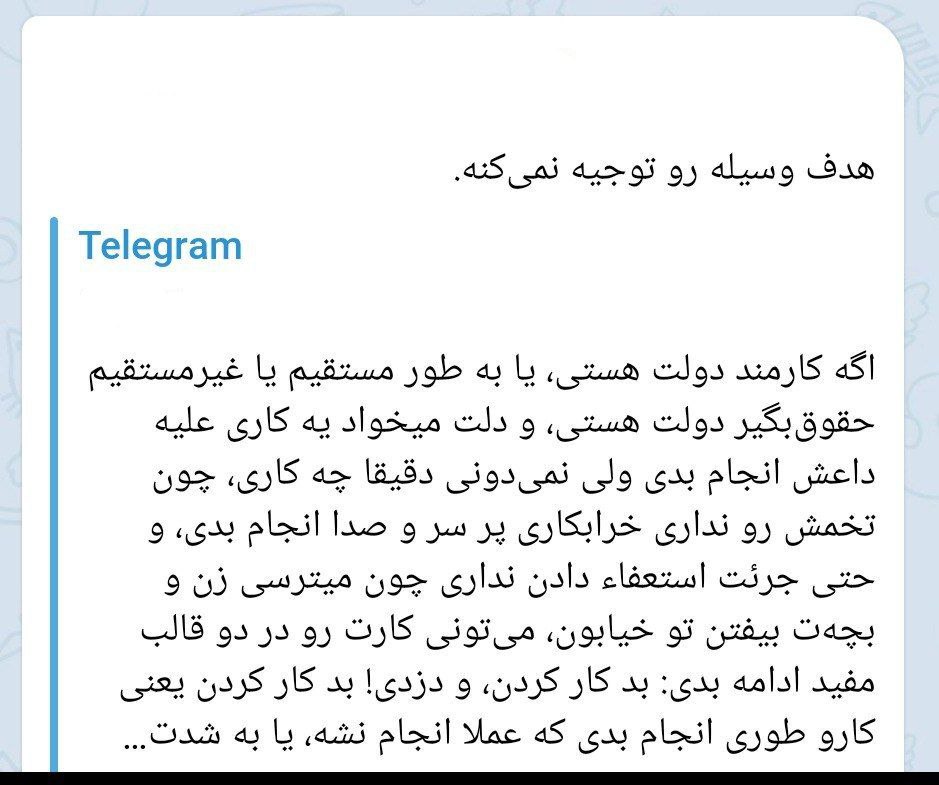 هدف وسیله رو توجیه نمی‌کنه.
Telegram
اگه کارمند دولت هستی، یا به طور مستقیم یا غیرمستقیم
حقوق‌بگیر دولت هستی، و دلت میخواد یه کاری علیه
داعش انجام بدی ولی نمی‌دونی دقیقا چه کاری، چون
تخمش رو نداری خرابکاری پر سر و صدا انجام بدی، و
حتی جرئت استعفاء دادن نداری چون میترسی زن و
بچه‌ت بیفتن تو خیابون، می‌تونی کارت رو در دو قالب
مفید ادامه بدی: بد کار کردن، و دزدی! بد کار کردن یعنی
کارو طوری انجام بدی که عملا انجام نشه، یا به شدت...